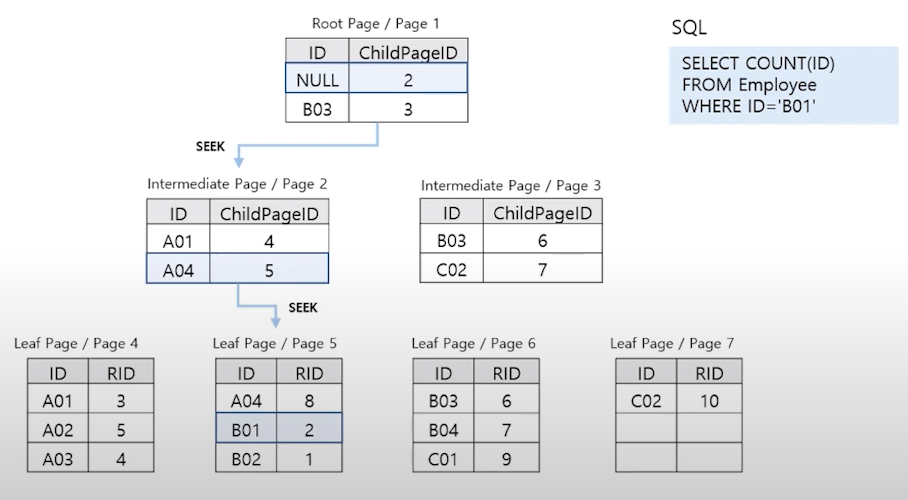 Root Page / Page 1
ID ChildPageID
NULL 2
B03 3
SQL
SELECT COUNT(ID)
FROM Employee
WHERE ID='B01'
SEEK
Intermediate Page / Page 2
ID ChildPageID
A01 4
A04 5
Intermediate Page / Page 3
ID ChildPageID
B03 6
C02 7
SEEK
Leaf Page / Page 4
ID RID
A01 3
A02 5
A03 4
Leaf Page / Page 5
ID RID
A04 8
B01 2
B02 1
Leaf Page / Page 6
ID RID
B03 6
B04 7
C01 9
Leaf Page / Page 7
ID RID
C02 10